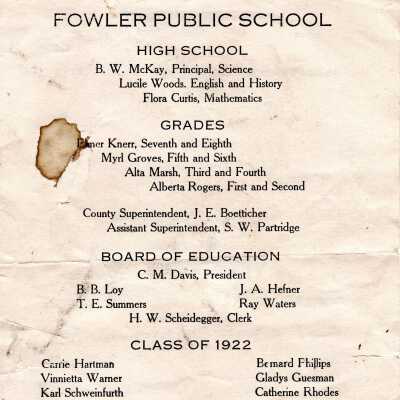 FOWLER PUBLIC SCHOOL
HIGH SCHOOL
B. W. McKay, Principal, Science
Lucile Woods. English and History
Flora Curtis, Mathematics
GRADES
Elmer Knerr, Seventh and Eighth
Myrl Groves, Fifth and Sixth
Alta Marsh, Third and Fourth
Alberta Rogers, First and Second
County Superintendent, J. E. Boetticher
Assistant Superintendent, S. W. Partridge
BOARD OF EDUCATION
C. M. Davis, President
B. B. Loy J. A. Hefner
T. E. Summers Ray Waters
H. W. Scheidegger, Clerk
CLASS OF 1922
Carrie Hartman Bernard Phillips
Vinnietta Warner Gladys Guesman
Karl Schweinfurth Catherine Rhodes